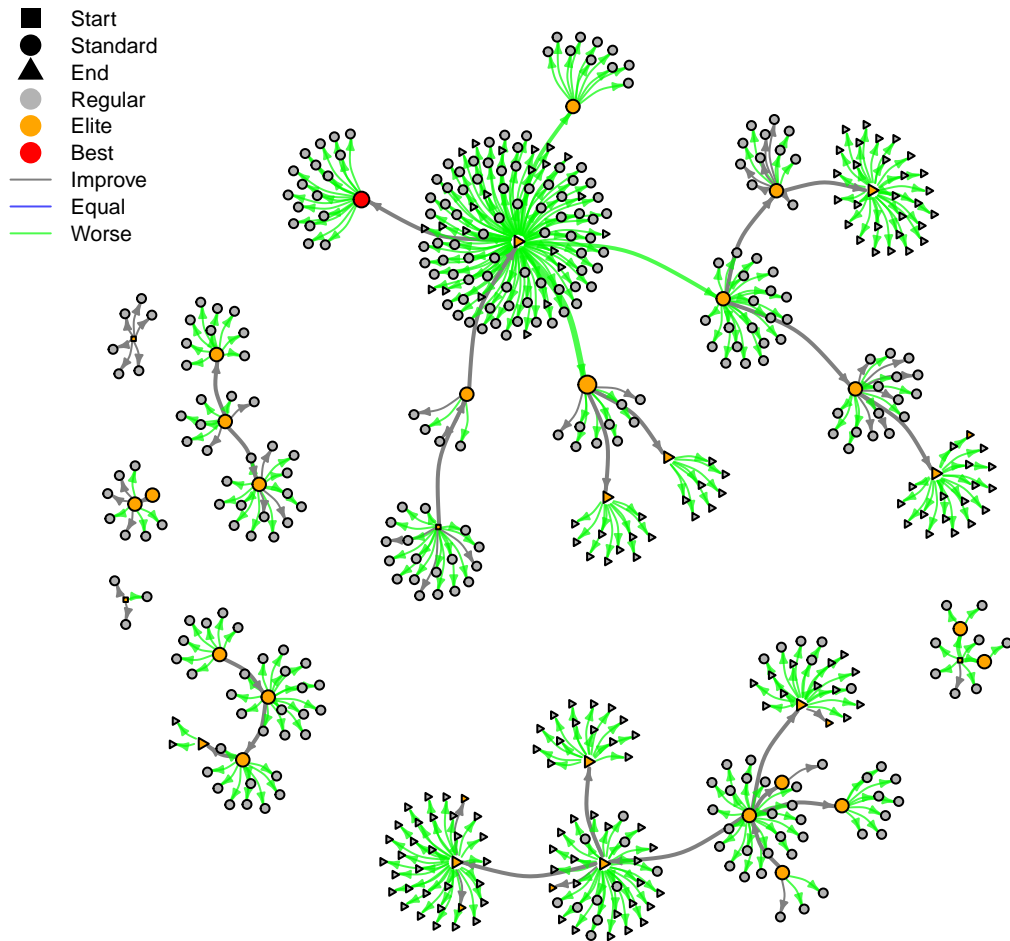 Start
Standard
End
Regular
Elite
Best
Improve
Equal
Worse